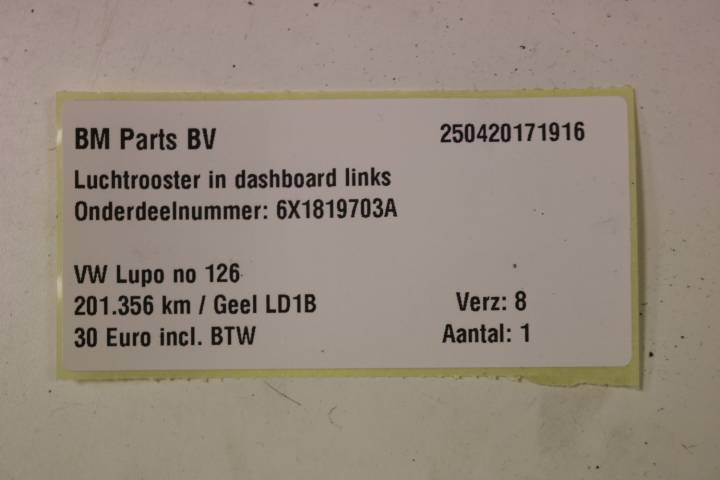 BM Parts BV 250420171916
Luchtrooster in dashboard links
Onderdeelnummer: 6X1819703A
VW Lupo no 126
201.356 km / Geel LD1B Verz: 8
30 Euro incl. BTW Aantal: 1